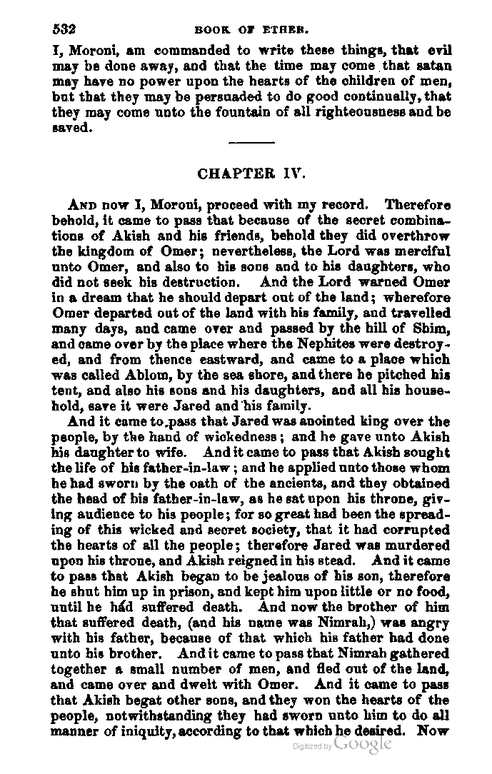 532 BOOK OF ETHER.
I, Moroni, am commanded to write these things, that evil
may be done away, and that the time may come that satan
may have no power upon the hearts of the children of men,
but that they may be persuaded to do good continually, that
they may come unto the fountain of all righteousness and be
saved.
CHAPTER IV.
AND now I, Moroni, proceed with my record. Therefore
behold, it came to pass that because of the secret combina-
tions of Akish and his friends, behold they did overthrow
the kingdom of Omer; nevertheless, the Lord was merciful
unto Omer, and also to his sons and to his daughters, who
did not seek his destruction. And the Lord warned Omer
in a dream that he should depart out of the land; wherefore
Omer departed out of the land with his family, and travelled
many days, and came over and passed by the hill of Shim,
and came over by the place where the Nephites were destroy-
ed, and from thence eastward, and came to a place which
was called Ablom, by the sea shore, and there he pitched his
tent, and also his sons and his daughters, and all his house-
hold, save it were Jared and his family.
And it came to pass that Jared was anointed king over the
people, by the hand of wickedness; and he gave unto Akish
his daughter to wife. And it came to pass that Akish sought
the life of his father-in-law; and he applied unto those whom
he had sworn by the oath of the ancients, and they obtained
the head of his father-in-law, as he sat upon his throne, giv-
ing audience to his people; for so great had been the spread-
ing of this wicked and secret society, that it had corrupted
the hearts of all the people; therefore Jared was murdered
upon his throne, and Akish reigned in his stead. And it came
to pass that Akish began to be jealous of his son, therefore
he shut him up in prison, and kept him upon little or no food,
until he had suffered death. And now the brother of him
that suffered death, (and his name was Nimrah,) was angry
with his father, because of that which his father had done
unto his brother. And it came to pass that Nimrah gathered
together a small number of men, and fled out of the land,
and came over and dwelt with Omer. And it came to pass
that Akish begat other sons, and they won the hearts of the
people, notwithstanding they had sworn unto him to do all
manner of iniquity, according to that which he desired. Now
Digitized by Google